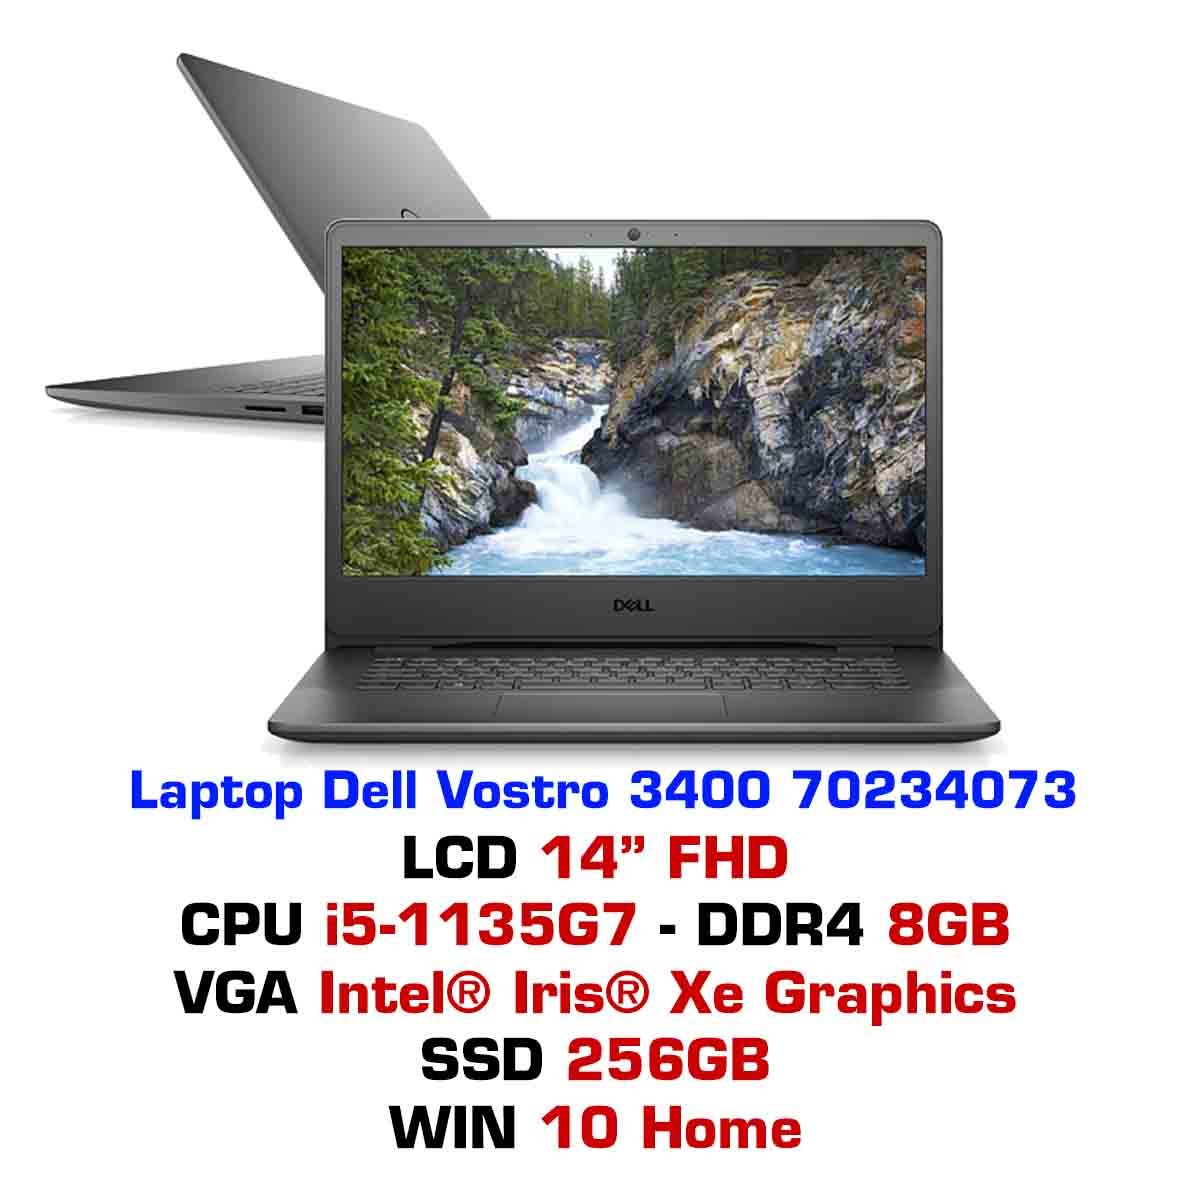 DELL
Laptop Dell Vostro 3400 70234073
LCD 14” FHD
CPU i5-1135G7 - DDR4 8GB
VGA Intel® Iris® Xe Graphics
SSD 256GB
WIN 10 Home